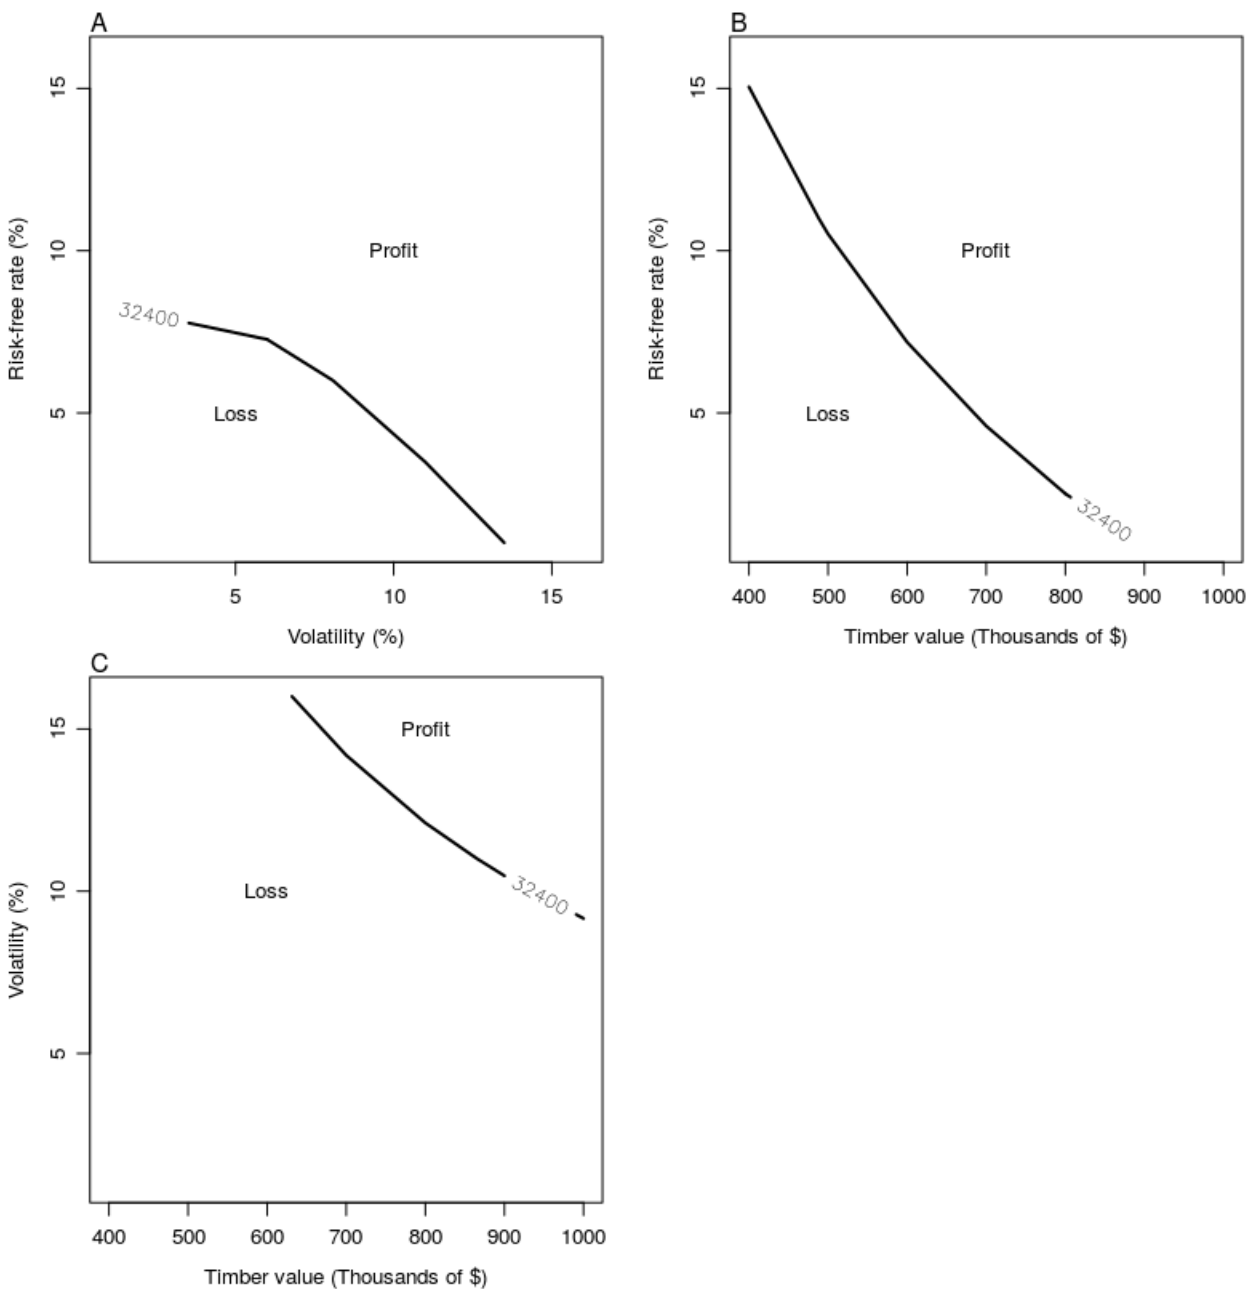 A
15
10
5
Risk-free rate (%)
32400
Profit
Loss
5 10 15
Volatility (%)
B
15
10
5
Risk-free rate (%)
Profit
Loss
32400
400 500 600 700 800 900 1000
Timber value (Thousands of $)
C
15
10
5
Volatility (%)
Profit
Loss
32400
400 500 600 700 800 900 1000
Timber value (Thousands of $)